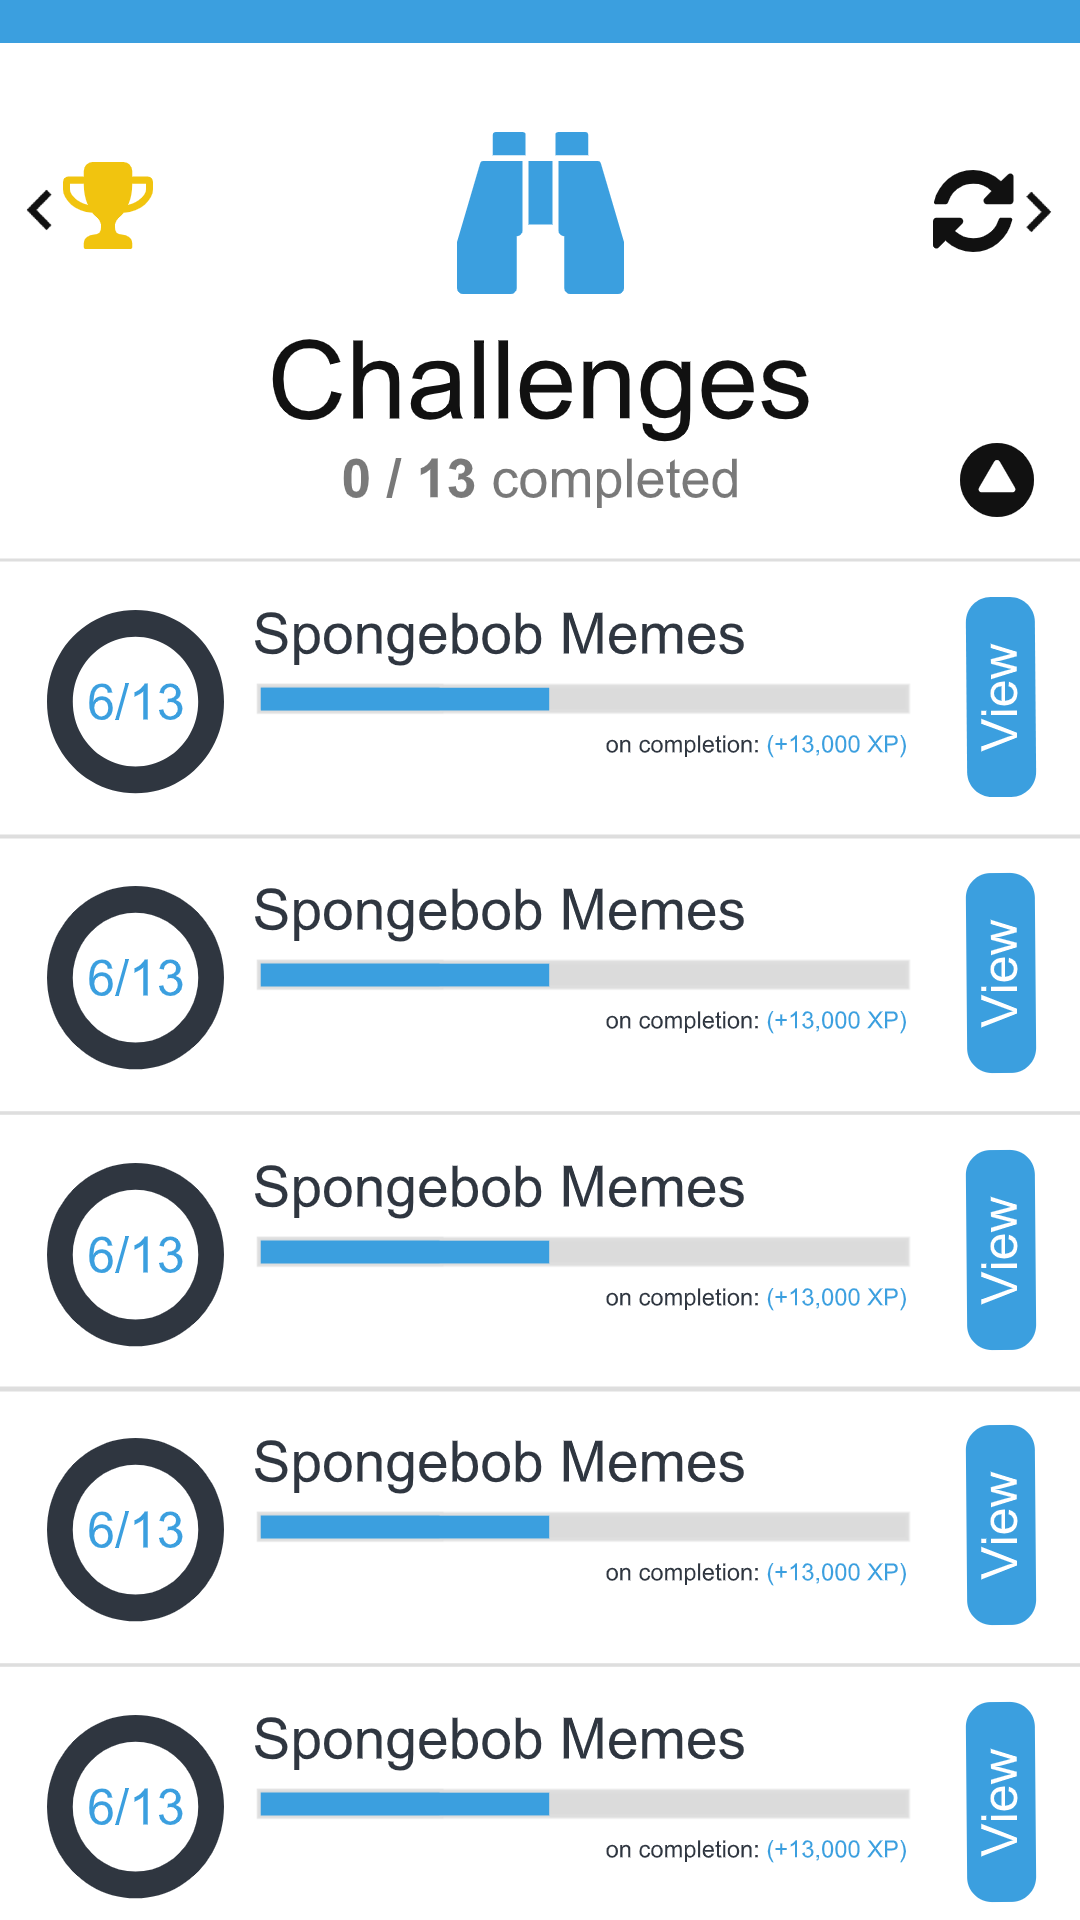 Challenges
0 / 13 completed
Spongebob Memes
6/13
on completion: (+13,000 XP)
View
Spongebob Memes
6/13
on completion: (+13,000 XP)
View
Spongebob Memes
6/13
on completion: (+13,000 XP)
View
Spongebob Memes
6/13
on completion: (+13,000 XP)
View
Spongebob Memes
6/13
on completion: (+13,000 XP)
View